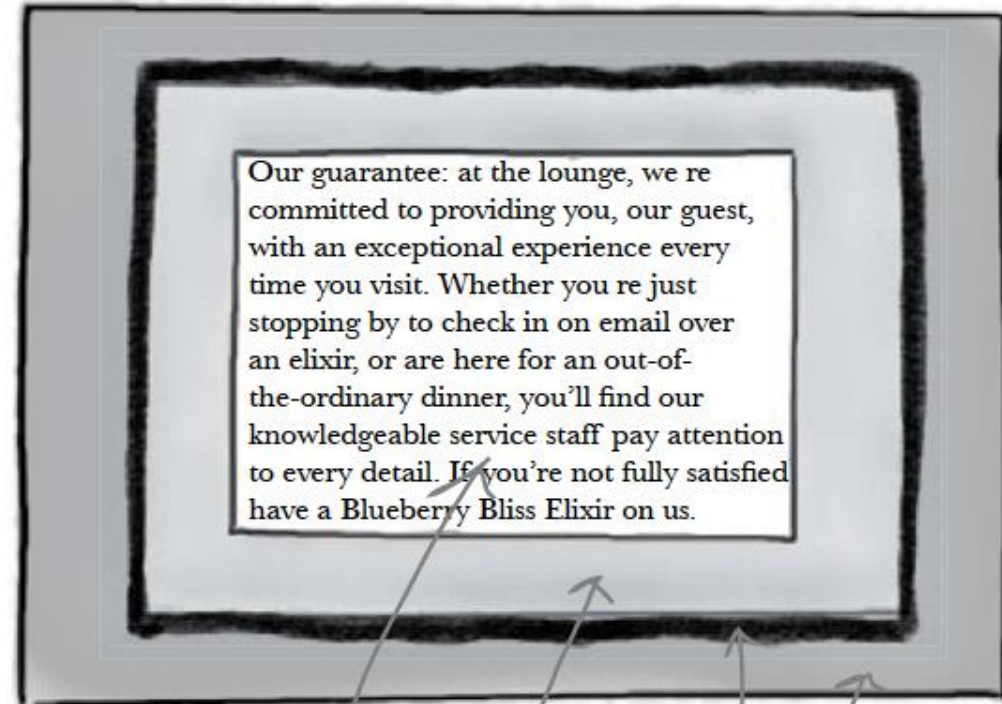 Our guarantee: at the lounge, we re
committed to providing you, our guest,
with an exceptional experience every
time you visit. Whether you re just
stopping by to check in on email over
an elixir, or are here for an out-of-
the-ordinary dinner, you’ll find our
knowledgeable service staff pay attention
to every detail. If you’re not fully satisfied
have a Blueberry Bliss Elixir on us.